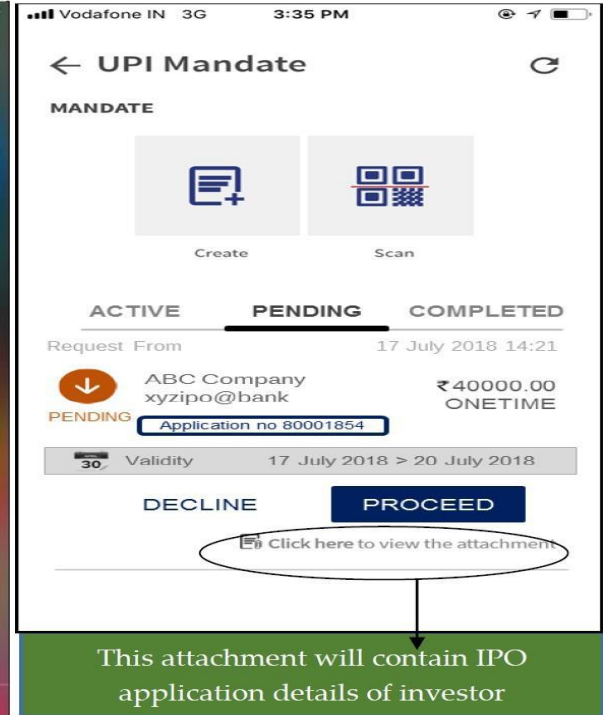 Vodafone IN 3G 3:35 PM
← UPI Mandate
MANDATE
Create Scan
ACTIVE PENDING COMPLETED
Request From 17 July 2018 14:21
ABC Company ₹40000.00
xyzipo@bank ONETIME
PENDING
Application no 80001854
30 Validity 17 July 2018 > 20 July 2018
DECLINE PROCEED
Click here to view the attachment
This attachment will contain IPO
application details of investor